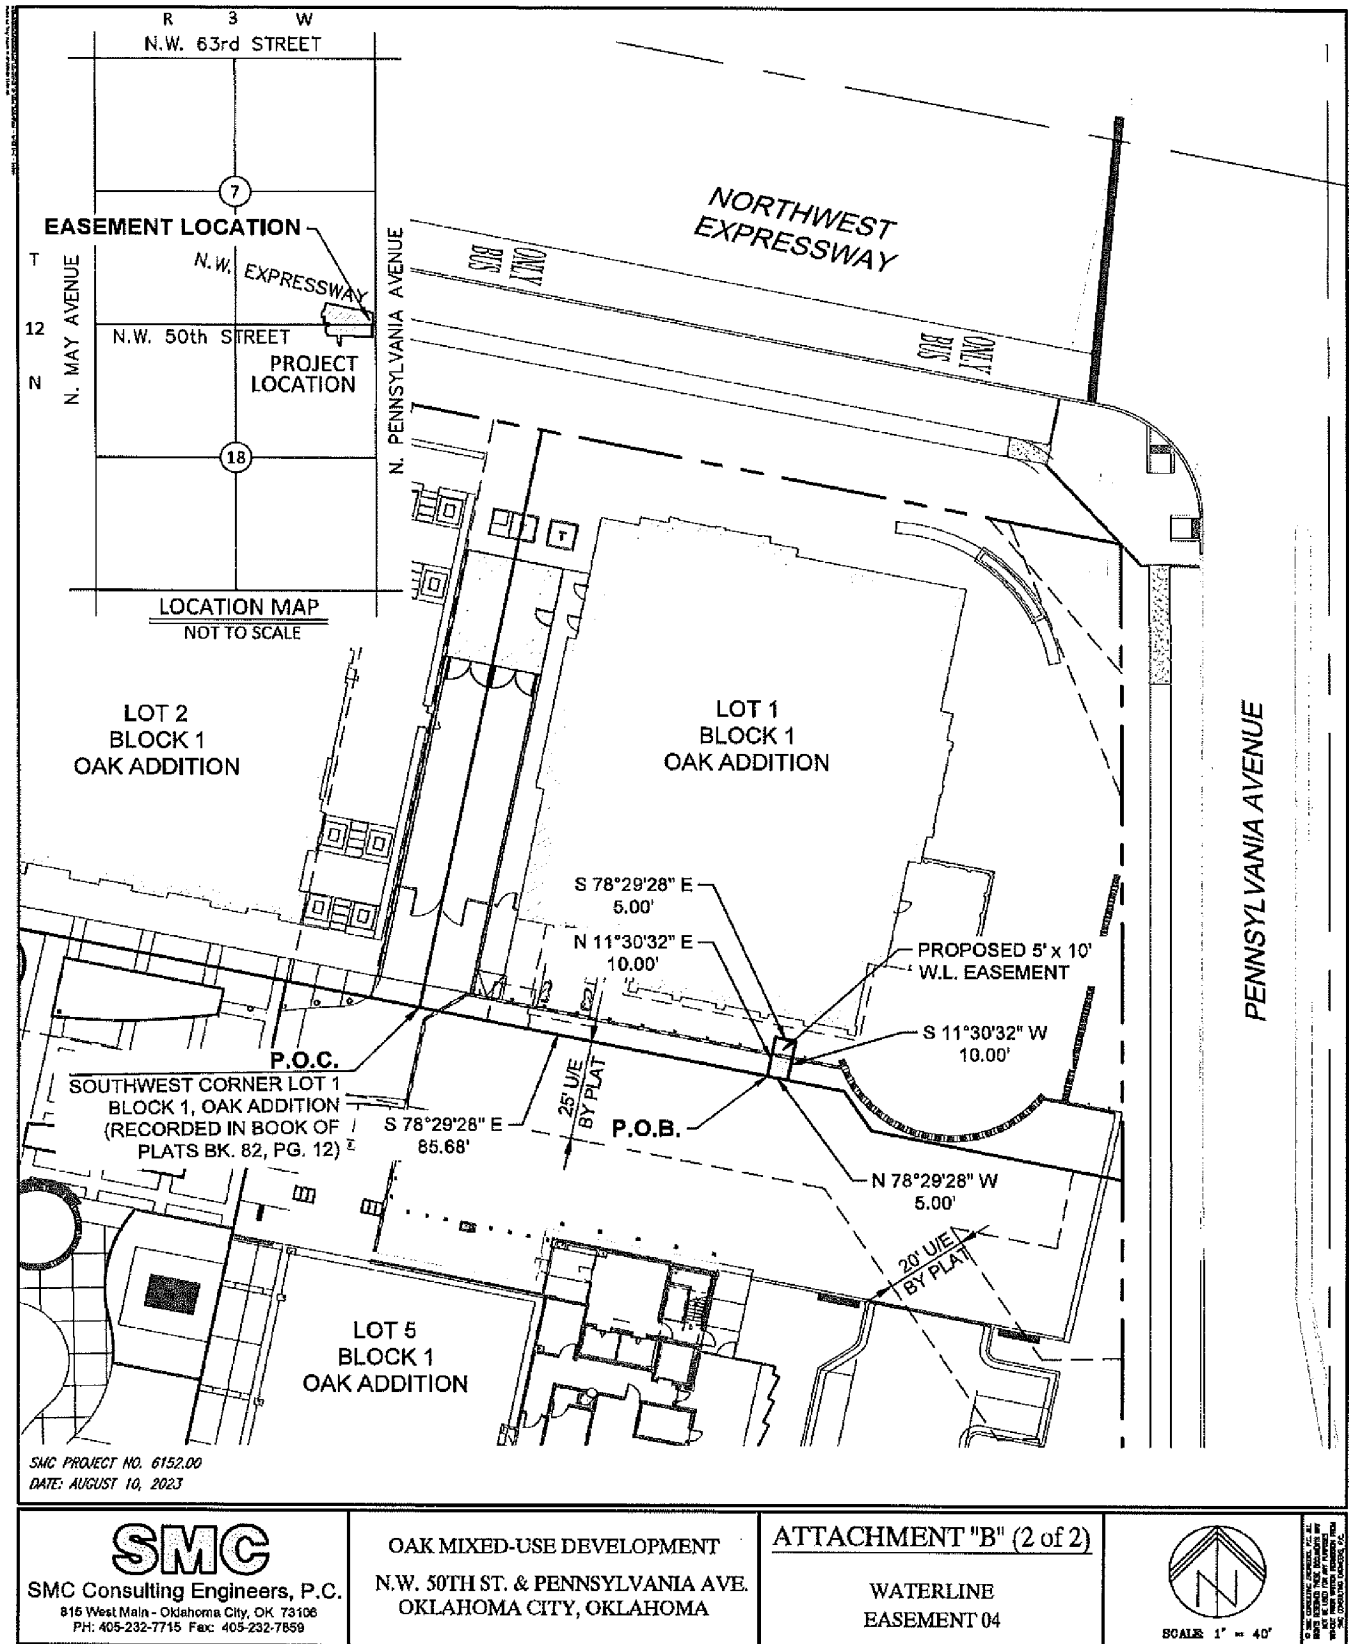 R 3 W
N.W. 63rd STREET
7
EASEMENT LOCATION
N.W. EXPRESSWAY
T
12
N
N. MAY AVENUE
N.W. 50th STREET
PROJECT
LOCATION
N. PENNSYLVANIA AVENUE
18
LOCATION MAP
NOT TO SCALE
NORTHWEST
EXPRESSWAY
BUS
ONLY
BUS
ONLY
T
LOT 2
BLOCK 1
OAK ADDITION
LOT 1
BLOCK 1
OAK ADDITION
PENNSYLVANIA AVENUE
S 78°29'28" E
5.00'
N 11°30'32" E
10.00'
PROPOSED 5' x 10'
W.L. EASEMENT
S 11°30'32" W
10.00'
P.O.C.
SOUTHWEST CORNER LOT 1
BLOCK 1, OAK ADDITION
(RECORDED IN BOOK OF
PLATS BK. 82, PG. 12)
S 78°29'28" E
85.68'
25' U/E
BY PLAT
P.O.B.
N 78°29'28" W
5.00'
20' U/E
BY PLAT
LOT 5
BLOCK 1
OAK ADDITION
SMC PROJECT NO. 6152.00
DATE: AUGUST 10, 2023
SMC
SMC Consulting Engineers, P.C.
815 West Main - Oklahoma City, OK 73106
PH: 405-232-7715 Fax: 405-232-7859
OAK MIXED-USE DEVELOPMENT
N.W. 50TH ST. & PENNSYLVANIA AVE.
OKLAHOMA CITY, OKLAHOMA
ATTACHMENT "B" (2 of 2)
WATERLINE
EASEMENT 04
N
SCALE 1" = 40'